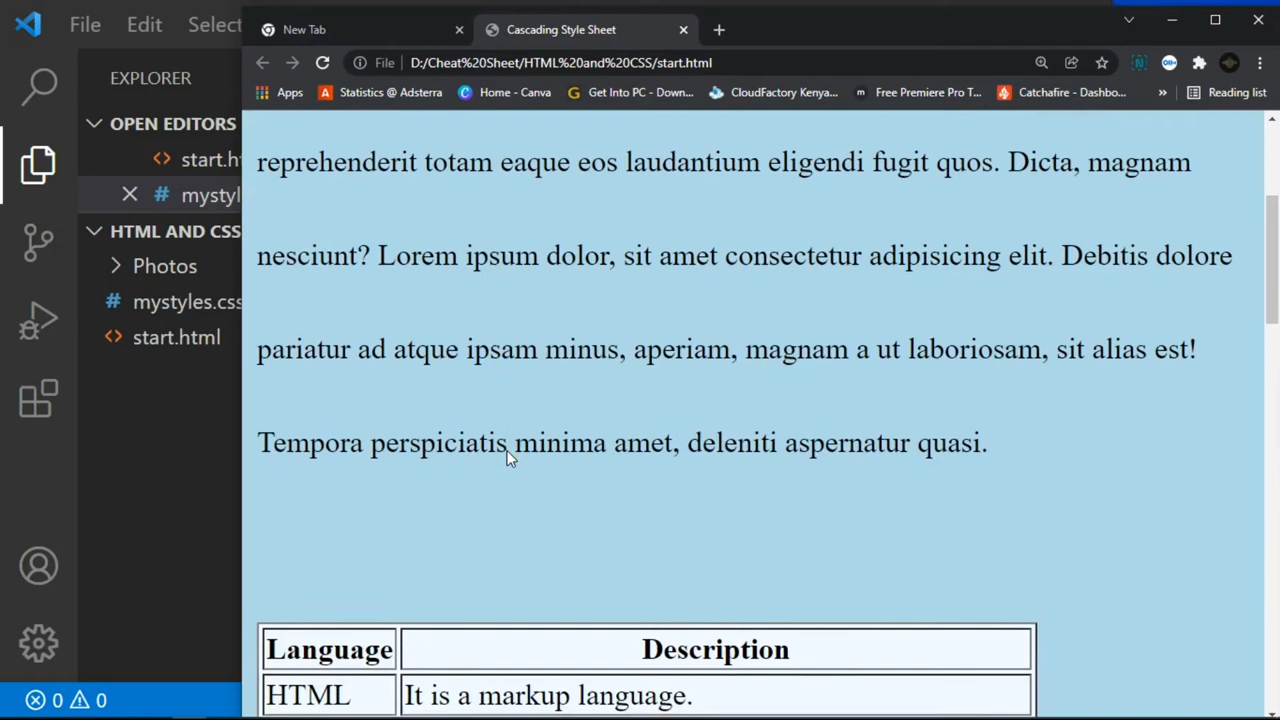 File Edit Select
New Tab
Cascading Style Sheet
File D:/Cheat%20Sheet/HTML%20and%20CSS/start.html
Apps Statistics @ Adsterra Home - Canva Get Into PC - Down... CloudFactory Kenya... Free Premiere Pro T... Catchafire - Dashbo... » Reading list
EXPLORER
OPEN EDITORS
start.h
mystyl
HTML AND CSS
Photos
mystyles.css
start.html
0 0
reprehenderit totam eaque eos laudantium eligendi fugit quos. Dicta, magnam
nesciunt? Lorem ipsum dolor, sit amet consectetur adipisicing elit. Debitis dolore
pariatur ad atque ipsam minus, aperiam, magnam a ut laboriosam, sit alias est!
Tempora perspiciatis minima amet, deleniti aspernatur quasi.
Language Description
HTML It is a markup language.